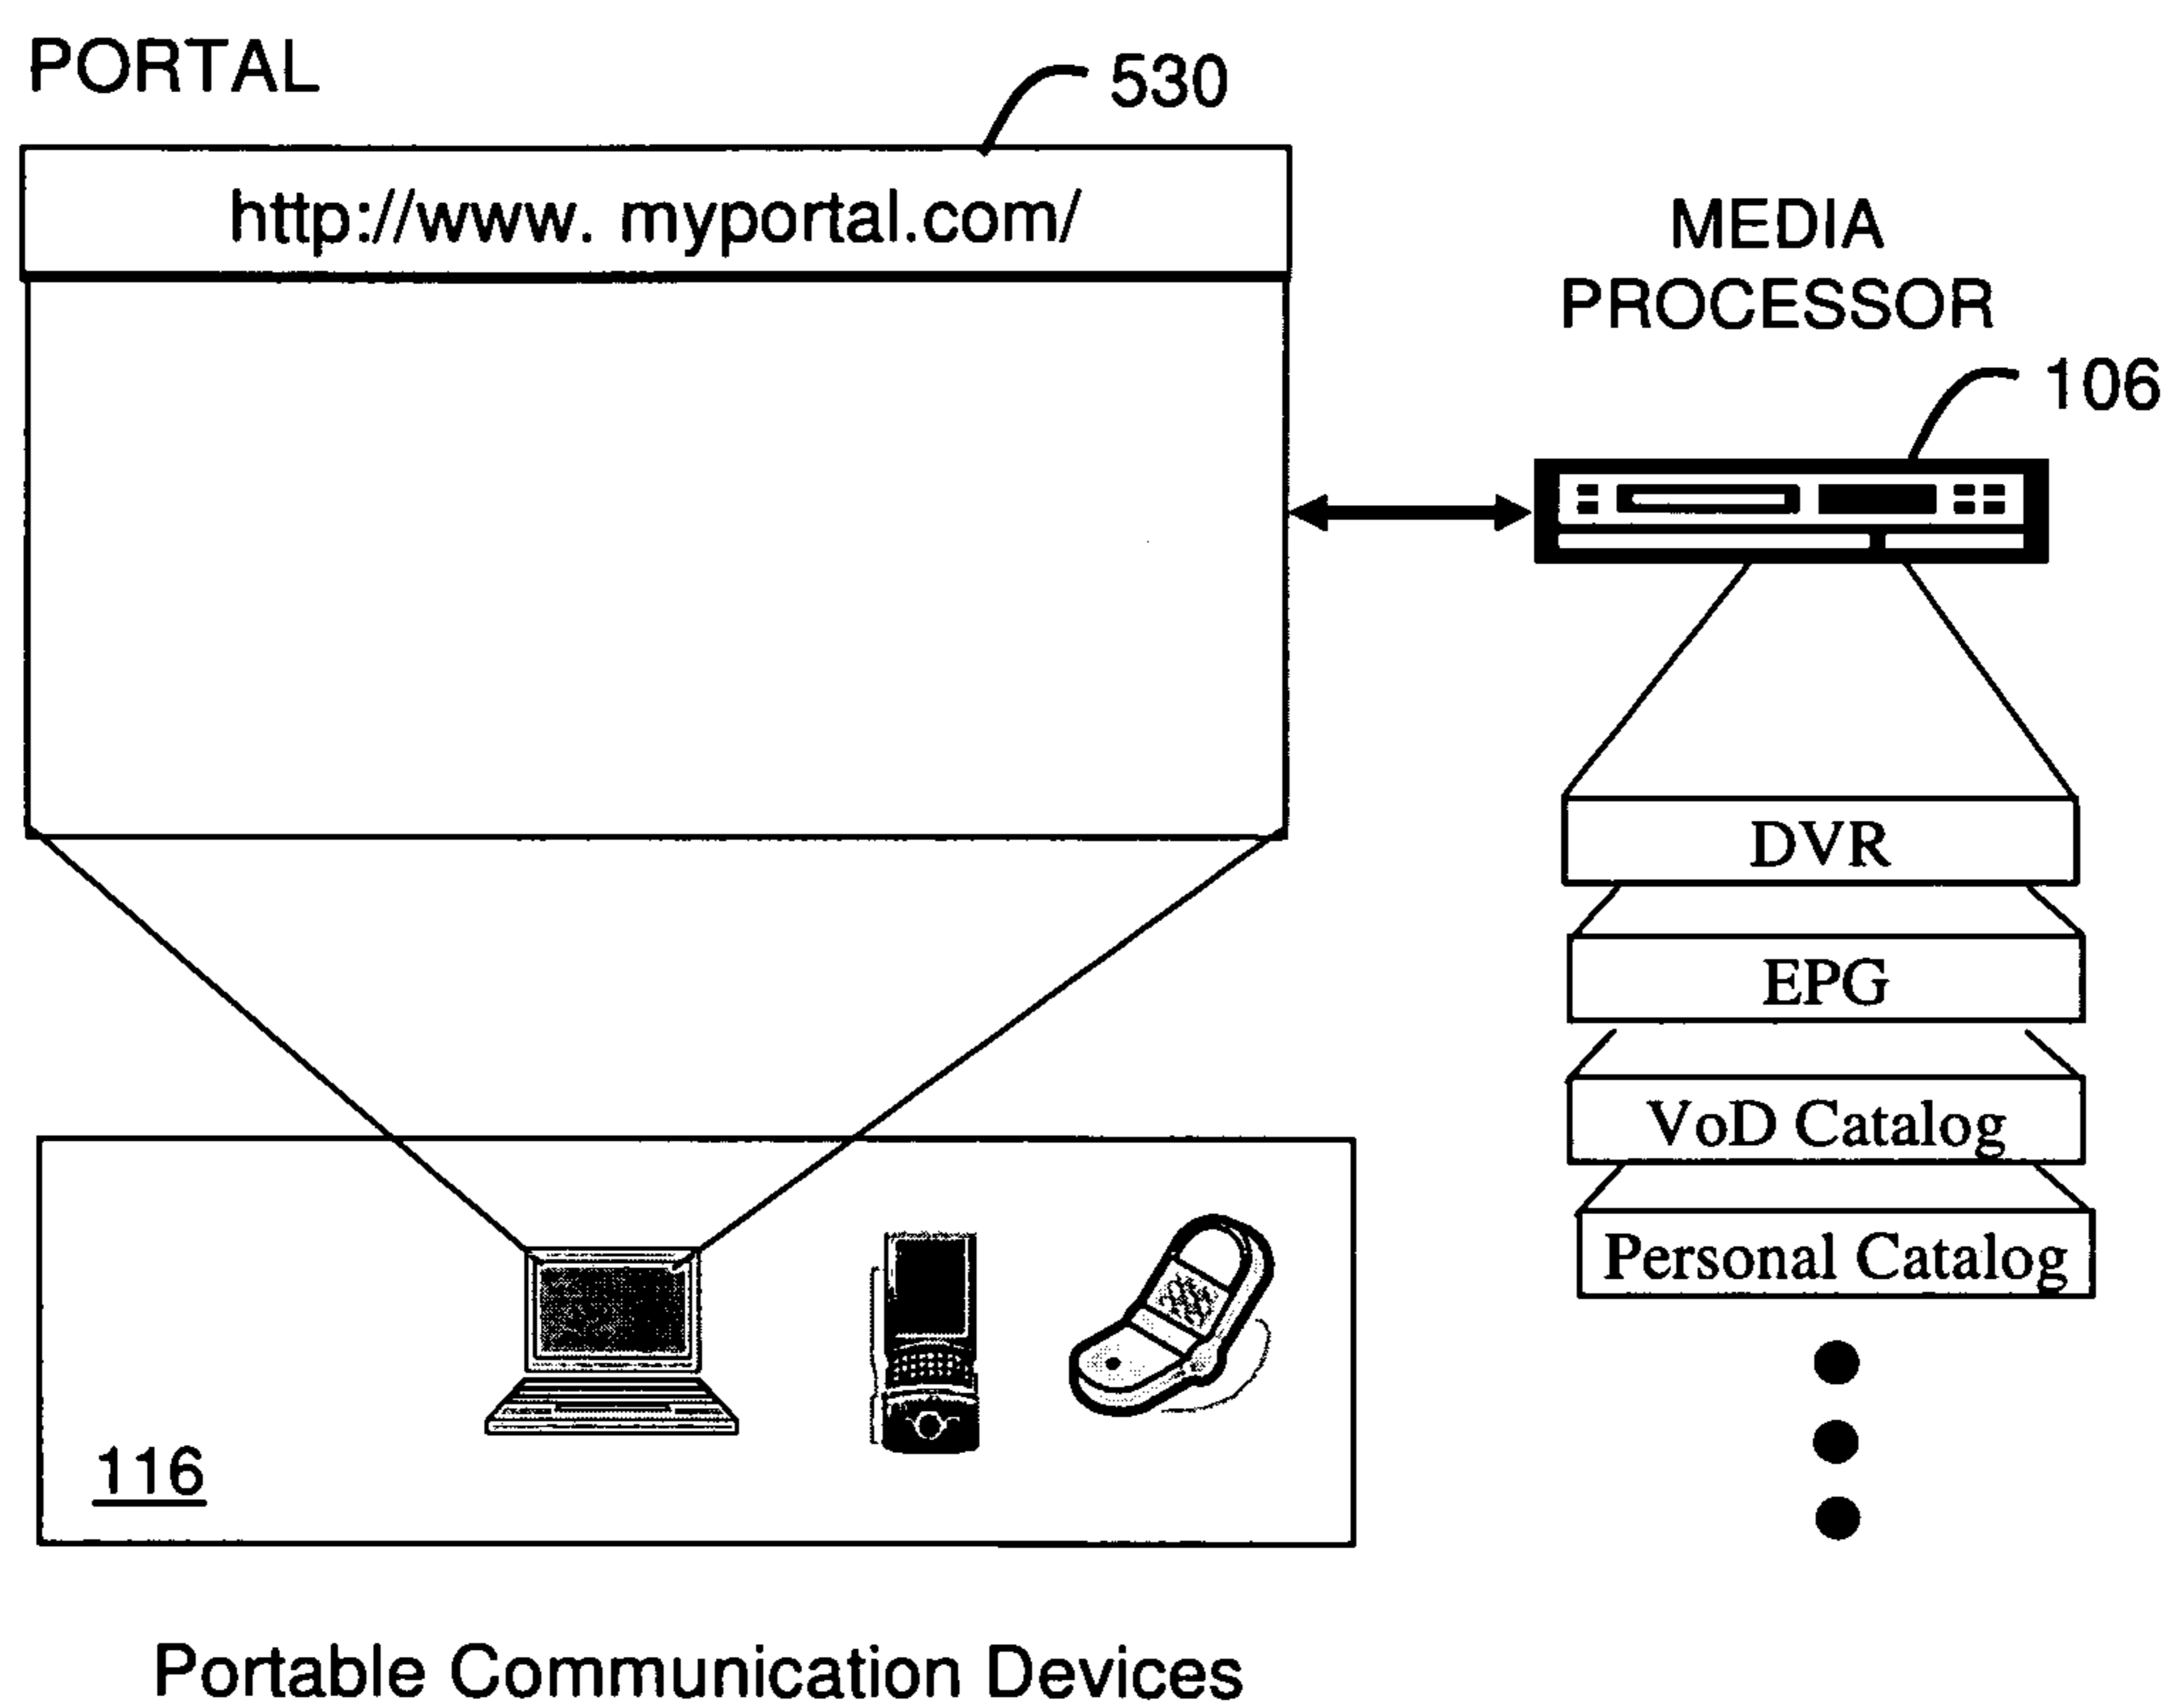 PORTAL
530
http://www. myportal.com/
MEDIA
PROCESSOR
106
DVR
EPG
VoD Catalog
Personal Catalog
116
Portable Communication Devices